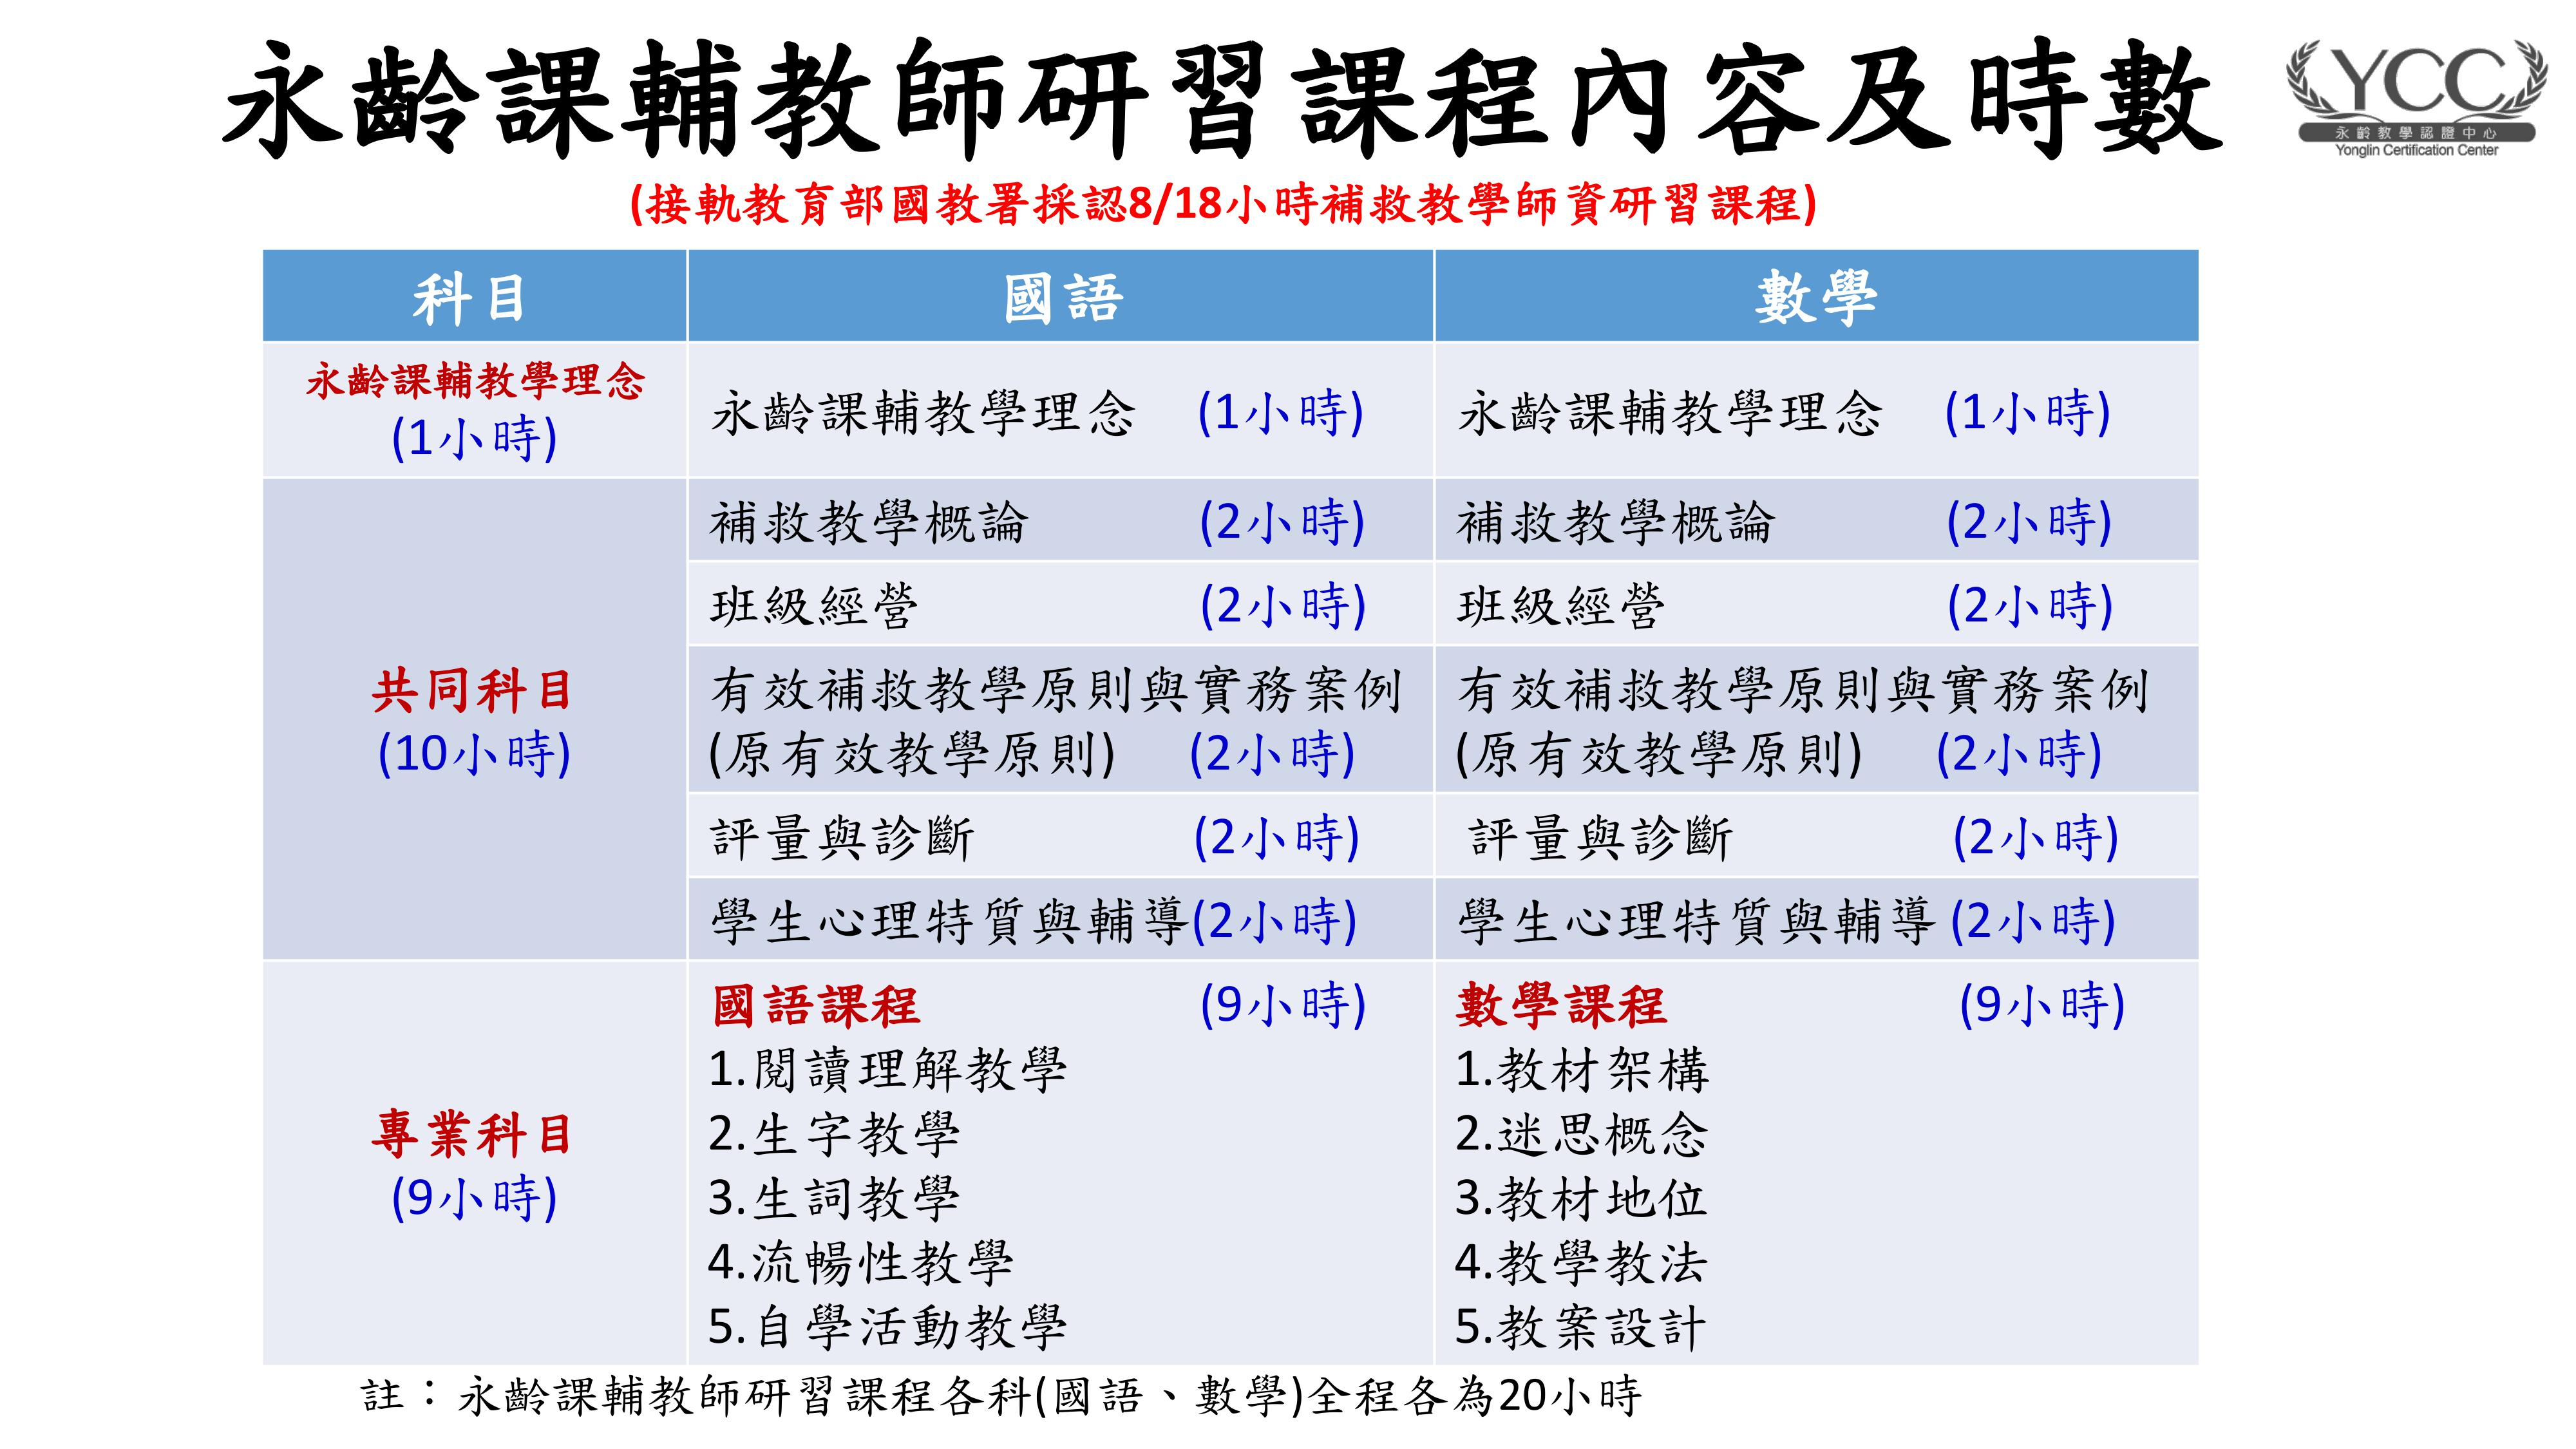 永齡課輔教師研習課程內容及時數
YCC
永齡教學認證中心
Yonglin Certification Center
(接軌教育部國教署採認8/18小時補救教學師資研習課程)
科目 國語 數學
永齡課輔教學理念
(1小時)
永齡課輔教學理念 (1小時)
永齡課輔教學理念 (1小時)
共同科目
(10小時)
補救教學概論 (2小時)
補救教學概論 (2小時)
班級經營 (2小時)
班級經營 (2小時)
有效補救教學原則與實務案例
(原有效教學原則) (2小時)
有效補救教學原則與實務案例
(原有效教學原則) (2小時)
評量與診斷 (2小時)
評量與診斷 (2小時)
學生心理特質與輔導(2小時)
學生心理特質與輔導 (2小時)
專業科目
(9小時)
國語課程 (9小時)
1.閱讀理解教學
2.生字教學
3.生詞教學
4.流暢性教學
5.自學活動教學
數學課程 (9小時)
1.教材架構
2.迷思概念
3.教材地位
4.教學教法
5.教案設計
註：永齡課輔教師研習課程各科(國語、數學)全程各為20小時